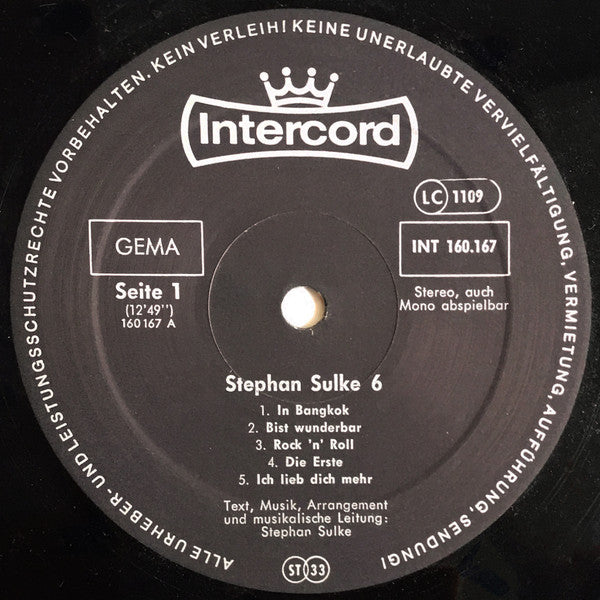 ALLE URHEBER- UND LEISTUNGSSCHUTZRECHTE VORBEHALTEN. KEIN VERLEIH! KEINE UNERLAUBTE VERVIELFÄLTIGUNG, VERMIETUNG, AUFFÜHRUNG, SENDUNG!
Intercord
LC 1109
GEMA
INT 160.167
Seite 1
(12'49'')
160167 A
Stereo, auch
Mono abspielbar
Stephan Sulke 6
1. In Bangkok
2. Bist wunderbar
3. Rock 'n' Roll
4. Die Erste
5. Ich lieb dich mehr
Text, Musik, Arrangement
und musikalische Leitung:
Stephan Sulke
ST 33